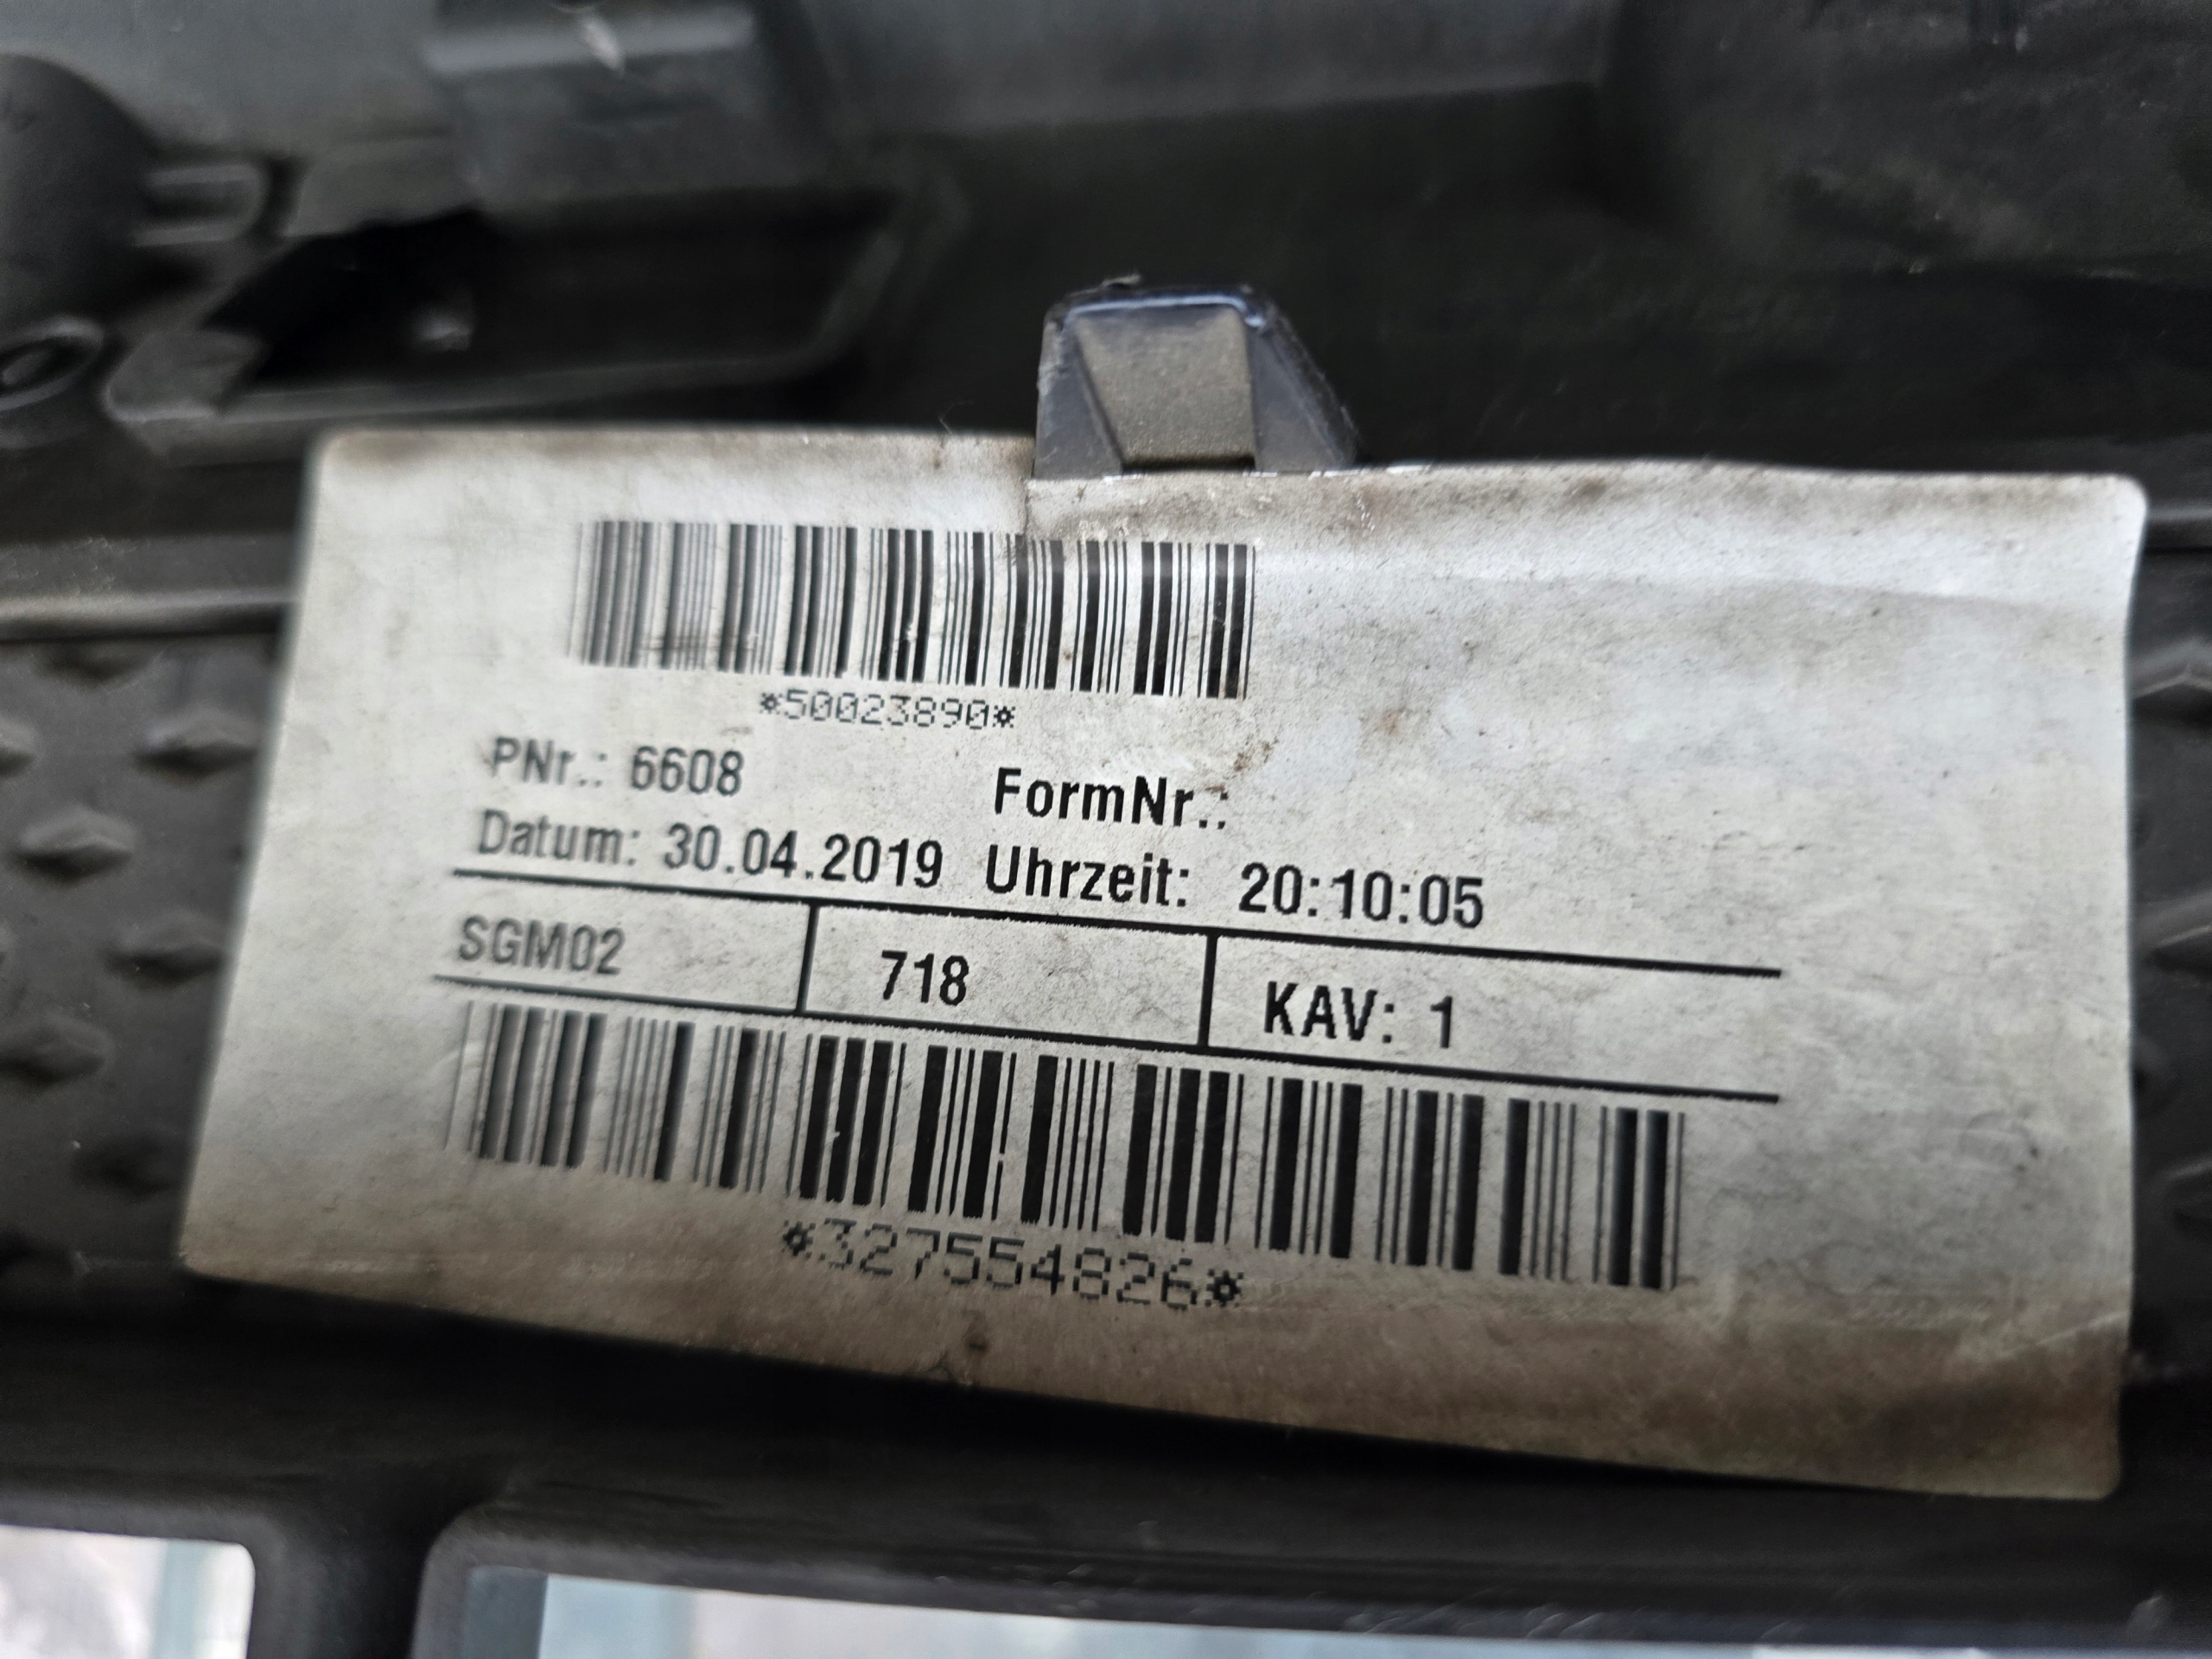 *50023890*
PNr.: 6608 FormNr.:
Datum: 30.04.2019 Uhrzeit: 20:10:05
SGM02 718 KAV: 1
*327554826*